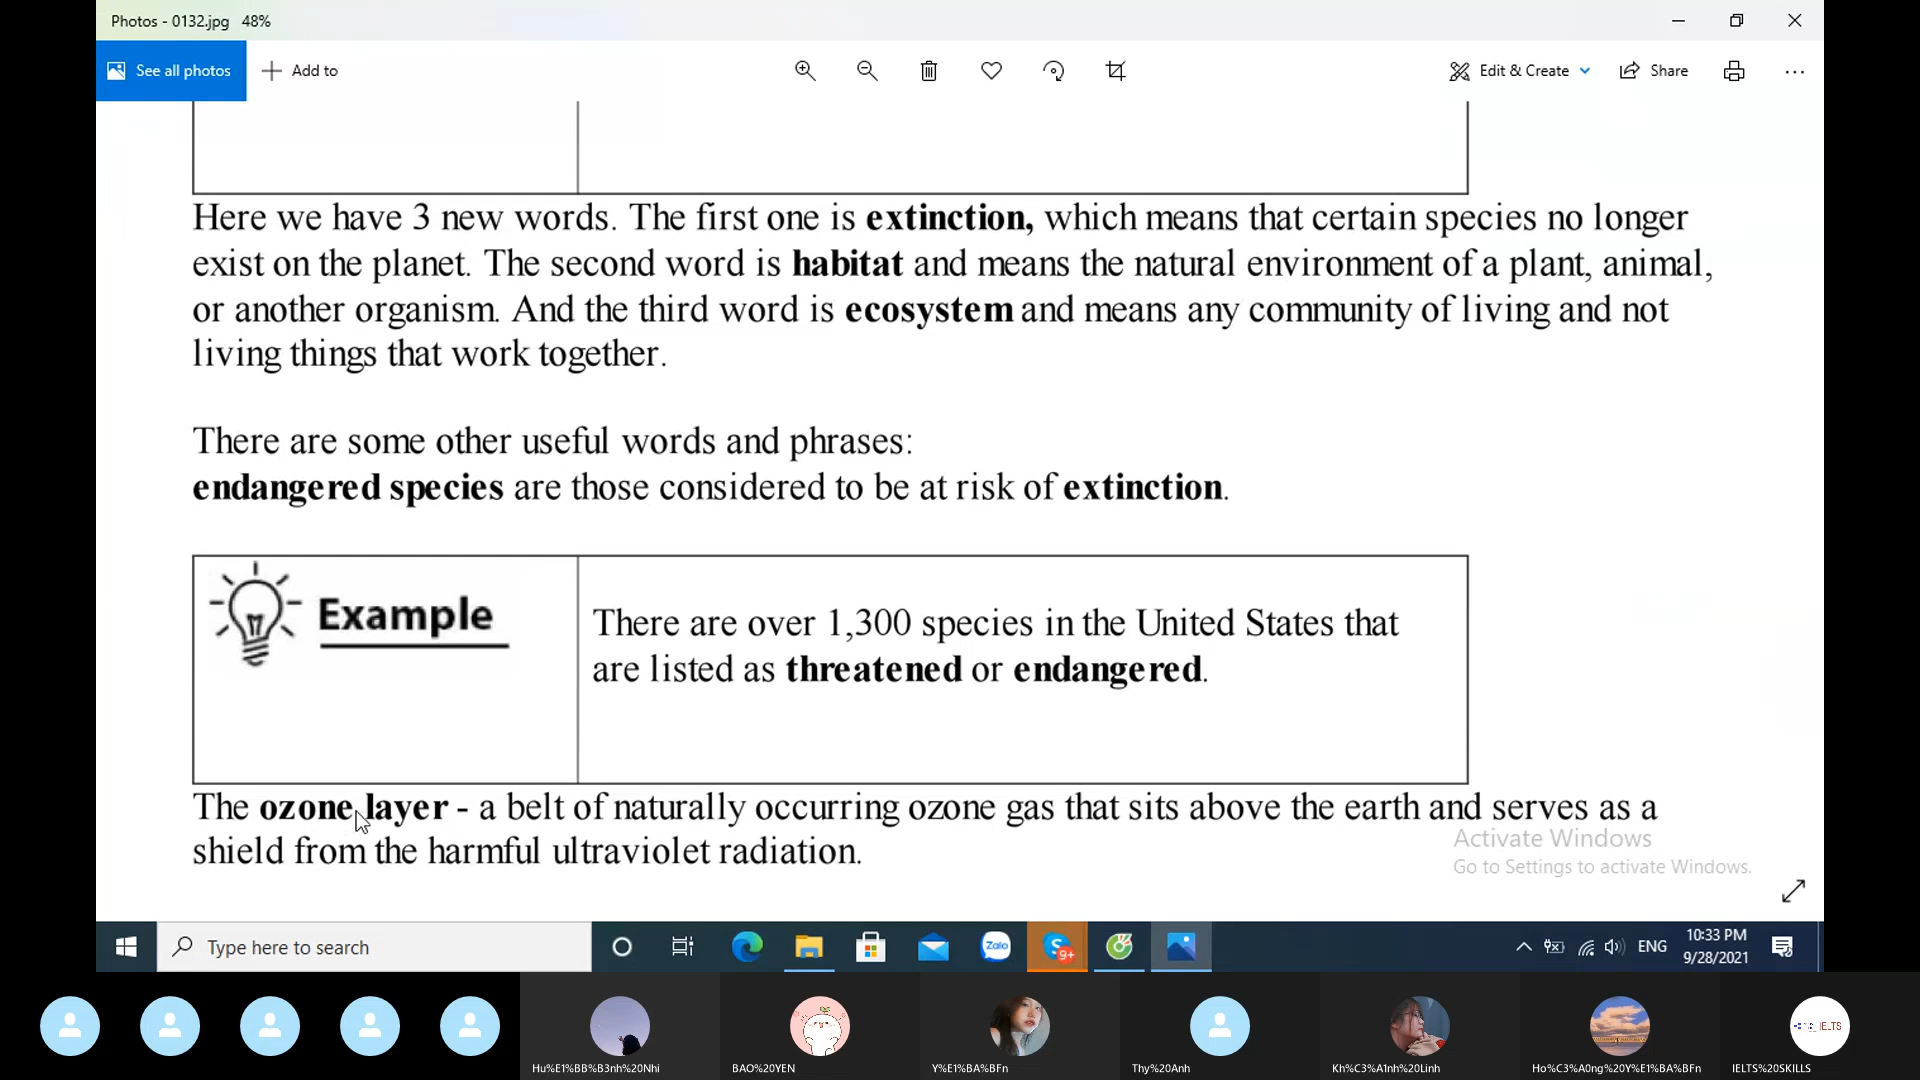 Photos - 0132.jpg 48%
See all photos
Add to
Edit & Create
Share
Here we have 3 new words. The first one is extinction, which means that certain species no longer
exist on the planet. The second word is habitat and means the natural environment of a plant, animal,
or another organism. And the third word is ecosystem and means any community of living and not
living things that work together.
There are some other useful words and phrases:
endangered species are those considered to be at risk of extinction.
Example
There are over 1,300 species in the United States that
are listed as threatened or endangered.
The ozone layer - a belt of naturally occurring ozone gas that sits above the earth and serves as a
shield from the harmful ultraviolet radiation.
Activate Windows
Go to Settings to activate Windows.
Type here to search
Zalo
S
9+
ENG
10:33 PM
9/28/2021
IELTS
Hu%E1%BB%B3nh%20Nhi
BAO%20YEN
Y%E1%BA%BFn
Thy%20Anh
Kh%C3%A1nh%20Linh
Ho%C3%A0ng%20Y%E1%BA%BFn
IELTS%20SKILLS